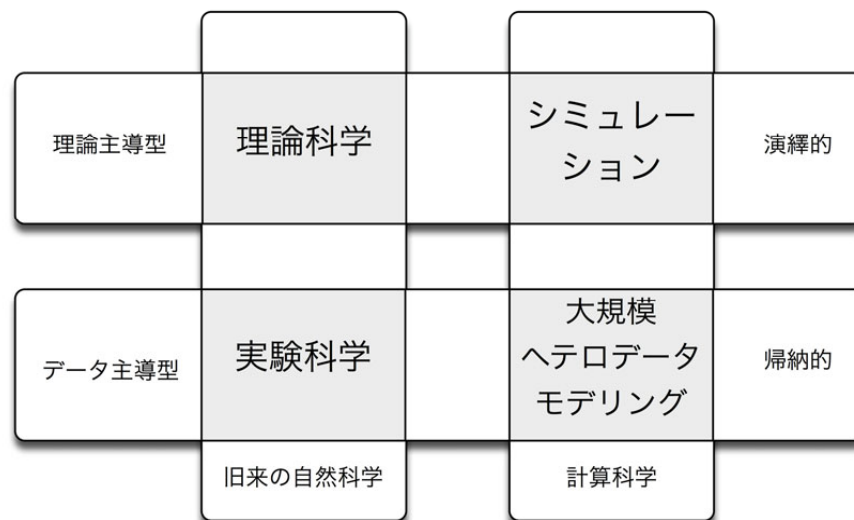 理論主導型
理論科学
シミュレー
ション
演繹的
データ主導型
実験科学
大規模
ヘテロデータ
モデリング
帰納的
旧来の自然科学
計算科学